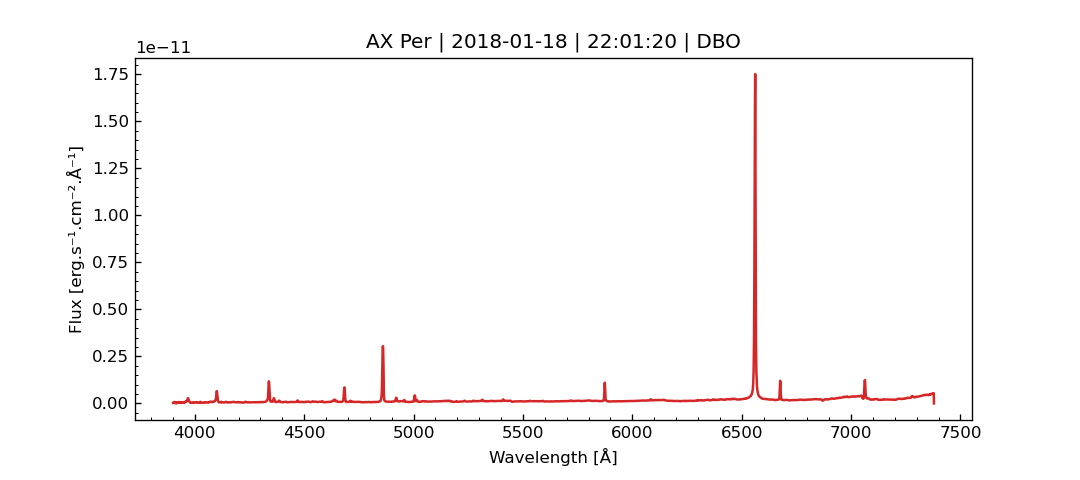 AX Per | 2018-01-18 | 22:01:20 | DBO
1e−11
1.75
1.50
1.25
1.00
0.75
0.50
0.25
0.00
Flux [erg.s⁻¹.cm⁻².Å⁻¹]
4000 4500 5000 5500 6000 6500 7000 7500
Wavelength [Å]